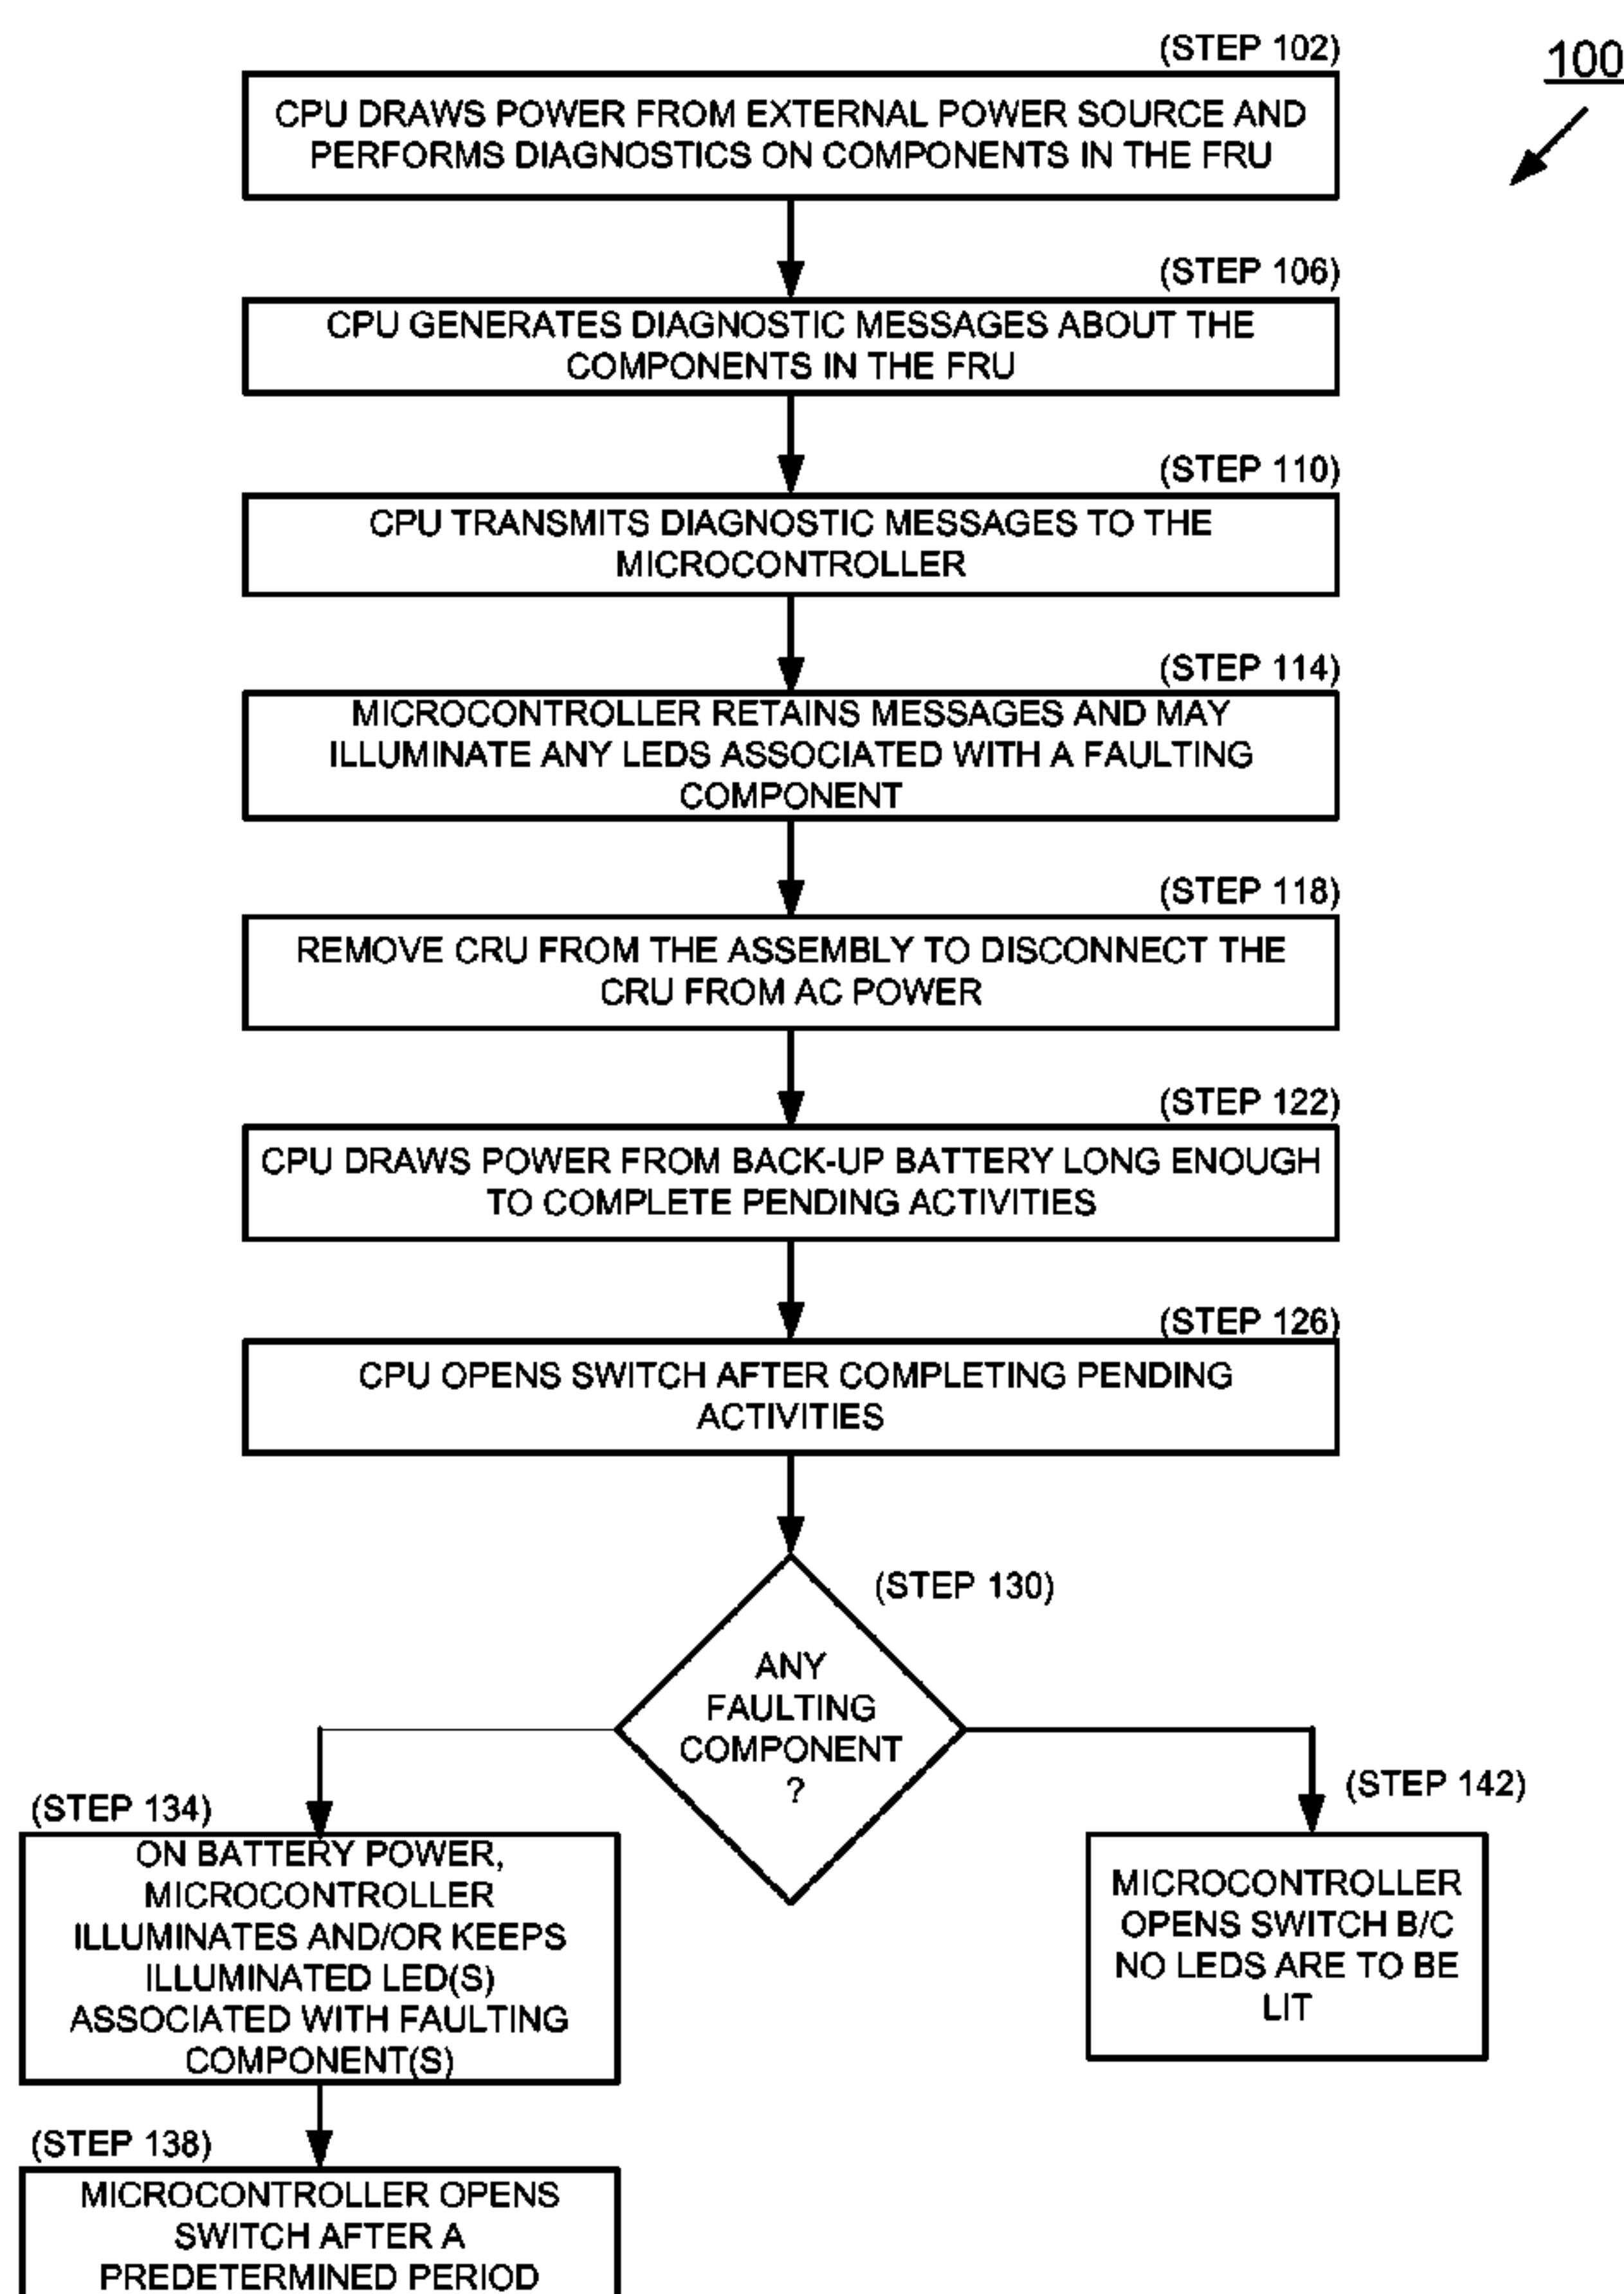 (STEP 102)
100
CPU DRAWS POWER FROM EXTERNAL POWER SOURCE AND
PERFORMS DIAGNOSTICS ON COMPONENTS IN THE FRU
(STEP 106)
CPU GENERATES DIAGNOSTIC MESSAGES ABOUT THE
COMPONENTS IN THE FRU
(STEP 110)
CPU TRANSMITS DIAGNOSTIC MESSAGES TO THE
MICROCONTROLLER
(STEP 114)
MICROCONTROLLER RETAINS MESSAGES AND MAY
ILLUMINATE ANY LEDS ASSOCIATED WITH A FAULTING
COMPONENT
(STEP 118)
REMOVE CRU FROM THE ASSEMBLY TO DISCONNECT THE
CRU FROM AC POWER
(STEP 122)
CPU DRAWS POWER FROM BACK-UP BATTERY LONG ENOUGH
TO COMPLETE PENDING ACTIVITIES
(STEP 126)
CPU OPENS SWITCH AFTER COMPLETING PENDING
ACTIVITIES
(STEP 130)
ANY
FAULTING
COMPONENT
?
(STEP 134)
ON BATTERY POWER,
MICROCONTROLLER
ILLUMINATES AND/OR KEEPS
ILLUMINATED LED(S)
ASSOCIATED WITH FAULTING
COMPONENT(S)
(STEP 142)
MICROCONTROLLER
OPENS SWITCH B/C
NO LEDS ARE TO BE
LIT
(STEP 138)
MICROCONTROLLER OPENS
SWITCH AFTER A
PREDETERMINED PERIOD